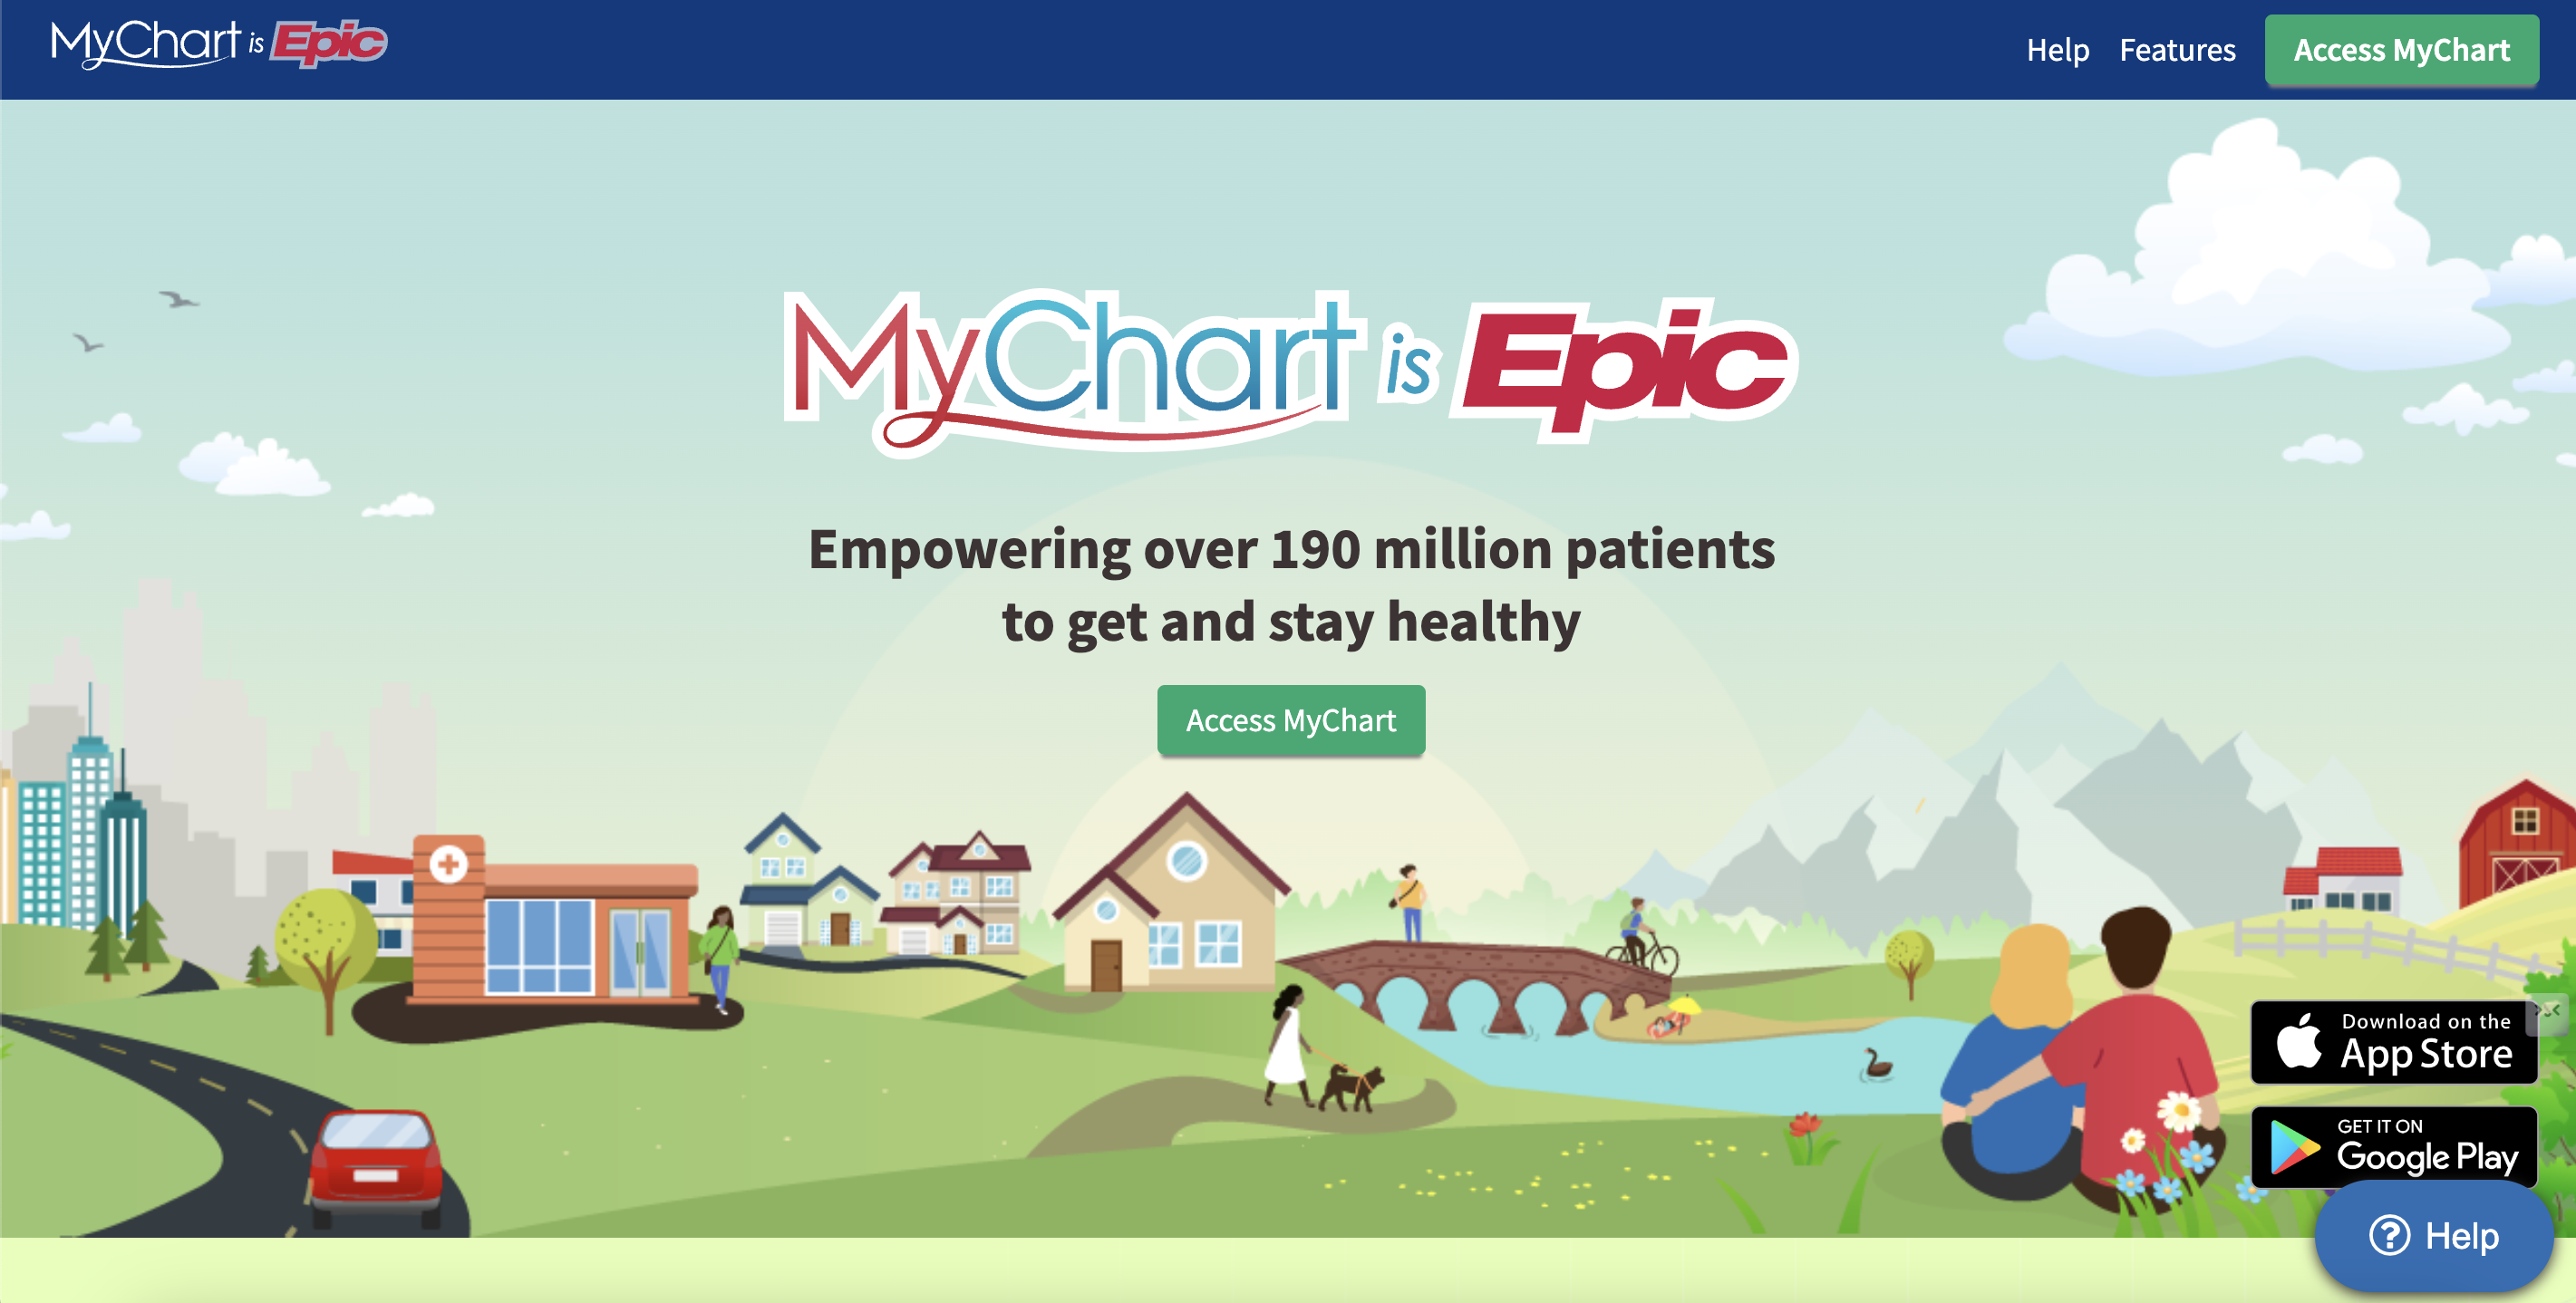 MyChart is Epic
Help
Features
Access MyChart
MyChart is Epic
Empowering over 190 million patients
to get and stay healthy
Access MyChart
Download on the
App Store
GET IT ON
Google Play
Help